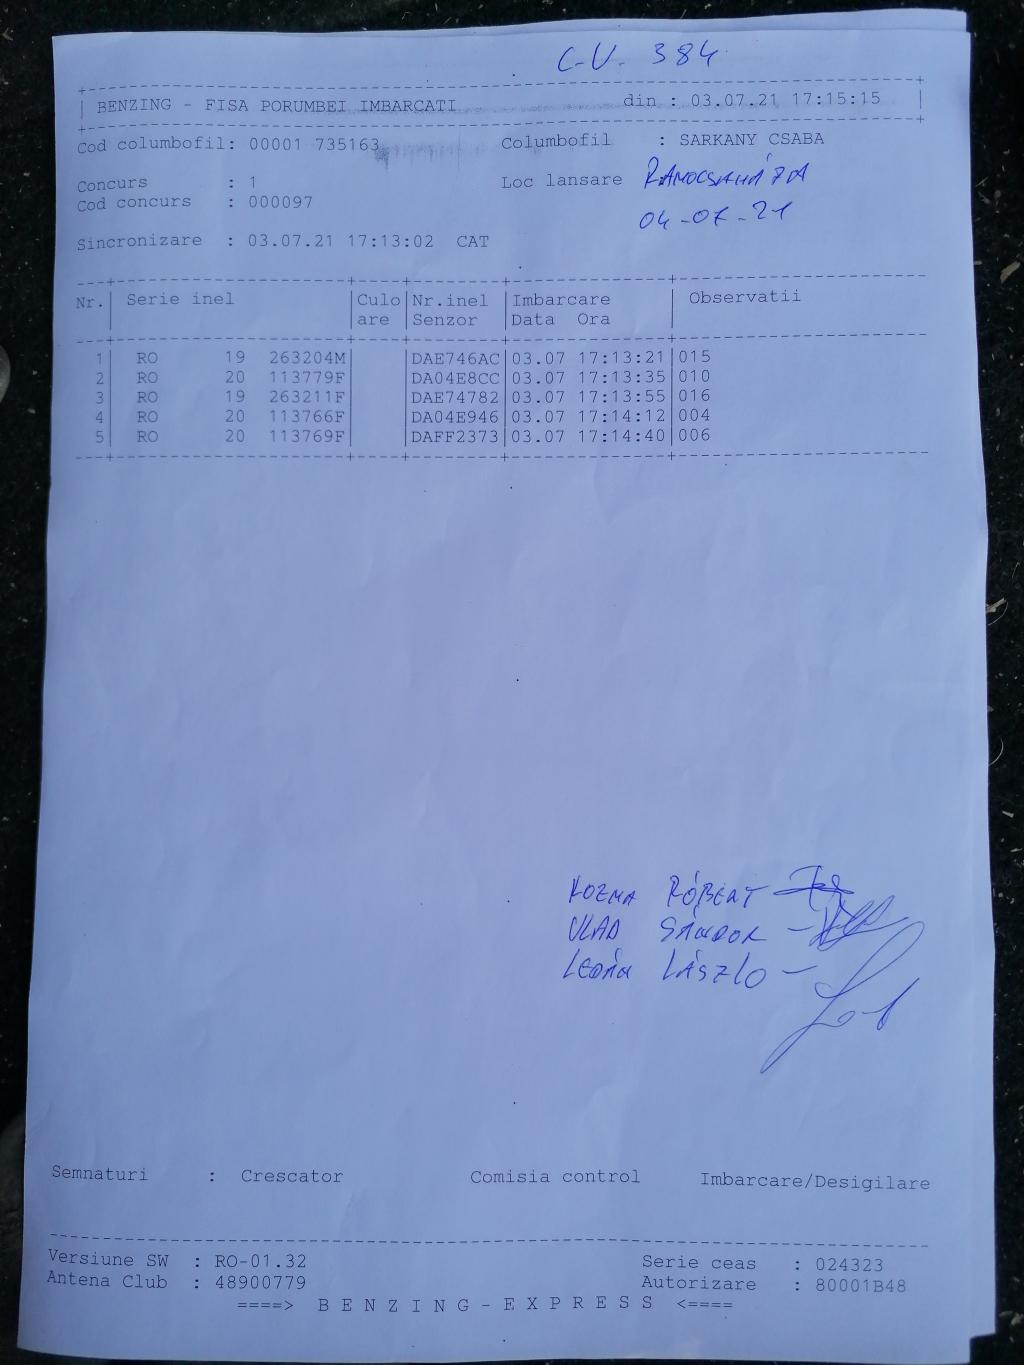 C.V. 384
BENZING - FISA PORUMBEI IMBARCATI din : 03.07.21 17:15:15
Cod columbofil: 00001 735163 Columbofil : SARKANY CSABA
Concurs : 1 Loc lansare
Cod concurs : 000097
04-07-21
Sincronizare : 03.07.21 17:13:02 CAT
Nr. Serie inel Culo Nr.inel Imbarcare Observatii
are Senzor Data Ora
1 RO 19 263204M DAE746AC 03.07 17:13:21 015
2 RO 20 113779F DA04E8CC 03.07 17:13:35 010
3 RO 19 263211F DAE74782 03.07 17:13:55 016
4 RO 20 113766F DA04E946 03.07 17:14:12 004
5 RO 20 113769F DAFF2373 03.07 17:14:40 006
KOZMA RÓBERT
VLAD SÁNDOR
LÁSZLO
Semnaturi : Crescator Comisia control Imbarcare/Desigilare
Versiune SW : RO-01.32 Serie ceas : 024323
Antena Club : 48900779 Autorizare : 80001B48
====> BENZING-EXPRESS <====